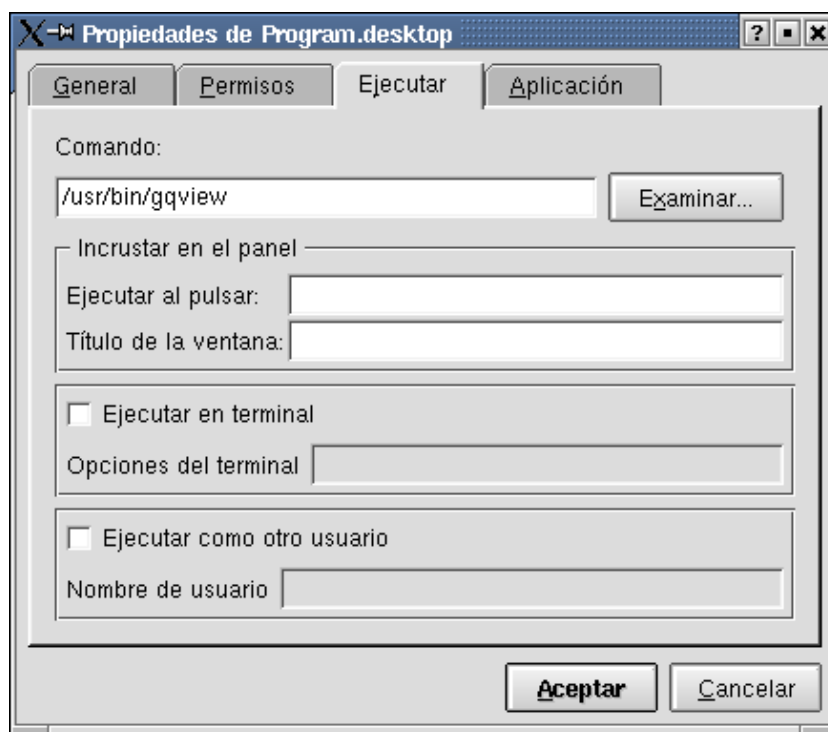 Propiedades de Program.desktop
General Permisos Ejecutar Aplicación
Comando:
/usr/bin/gqview Examinar...
Incrustar en el panel
Ejecutar al pulsar:
Título de la ventana:
Ejecutar en terminal
Opciones del terminal
Ejecutar como otro usuario
Nombre de usuario
Aceptar Cancelar